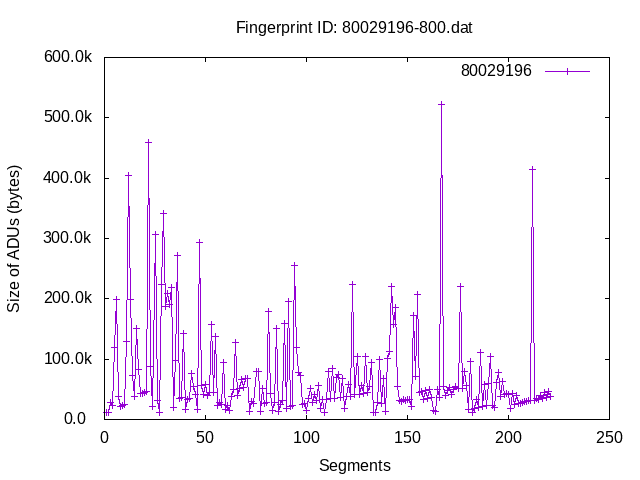 Fingerprint ID: 80029196-800.dat
600.0k
500.0k
400.0k
300.0k
200.0k
100.0k
0.0
80029196
Size of ADUs (bytes)
0
50
100
150
200
250
Segments